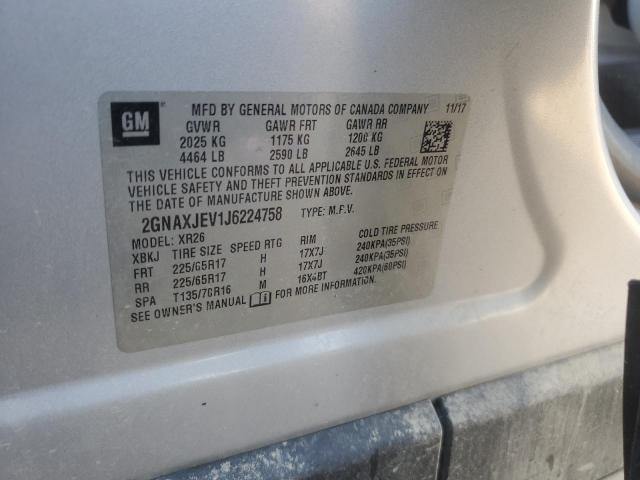 GM
MFD BY GENERAL MOTORS OF CANADA COMPANY 11/17
GVWR GAWR FRT GAWR RR
2025 KG 1175 KG 1200 KG
4464 LB 2590 LB 2645 LB
THIS VEHICLE CONFORMS TO ALL APPLICABLE U.S. FEDERAL MOTOR
VEHICLE SAFETY AND THEFT PREVENTION STANDARDS IN EFFECT ON
THE DATE OF MANUFACTURE SHOWN ABOVE.
2GNAXJEV1J6224758 TYPE: M.P.V.
MODEL: XR26
XBKJ TIRE SIZE SPEED RTG RIM COLD TIRE PRESSURE
FRT 225/65R17 H 17X7J 240KPA(35PSI)
RR 225/65R17 H 17X7J 240KPA(35PSI)
SPA T135/70R16 M 16X4BT 420KPA(60PSI)
SEE OWNER'S MANUAL FOR MORE INFORMATION.